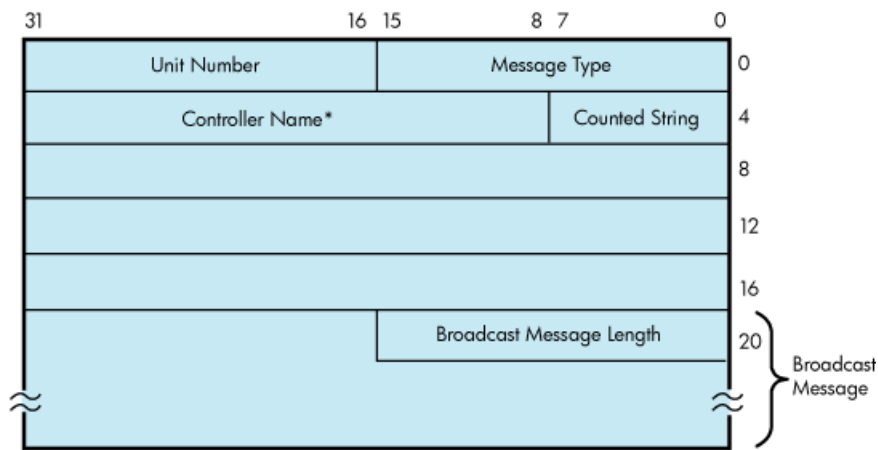 31 16 15 8 7 0
Unit Number Message Type 0
Controller Name* Counted String 4
8
12
16
Broadcast Message Length 20
Broadcast
Message